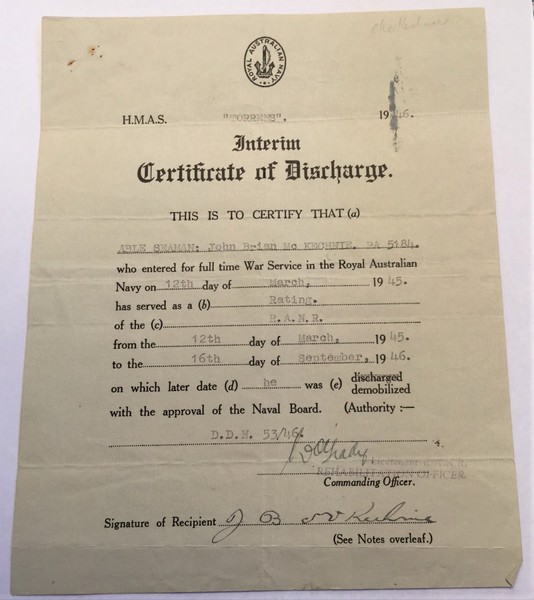 ROYAL AUSTRALIAN NAVY
H.M.A.S. "TORRENS". 1946.
Interim
Certificate of Discharge.
THIS IS TO CERTIFY THAT (a)
ABLE SEAMAN: John Brian Mc KECHNIE. PA 5184.
who entered for full time War Service in the Royal Australian
Navy on 12th day of March, 1945.
has served as a (b) Rating.
of the (c) R.A.N.R.
from the 12th day of March, 1945.
to the 16th day of September, 1946.
on which later date (d) he was (e) discharged
demobilized
with the approval of the Naval Board. (Authority :—
D.D.N. 53/46.
REHABILITATION OFFICER
Commanding Officer.
Signature of Recipient J B McKechnie
(See Notes overleaf.)